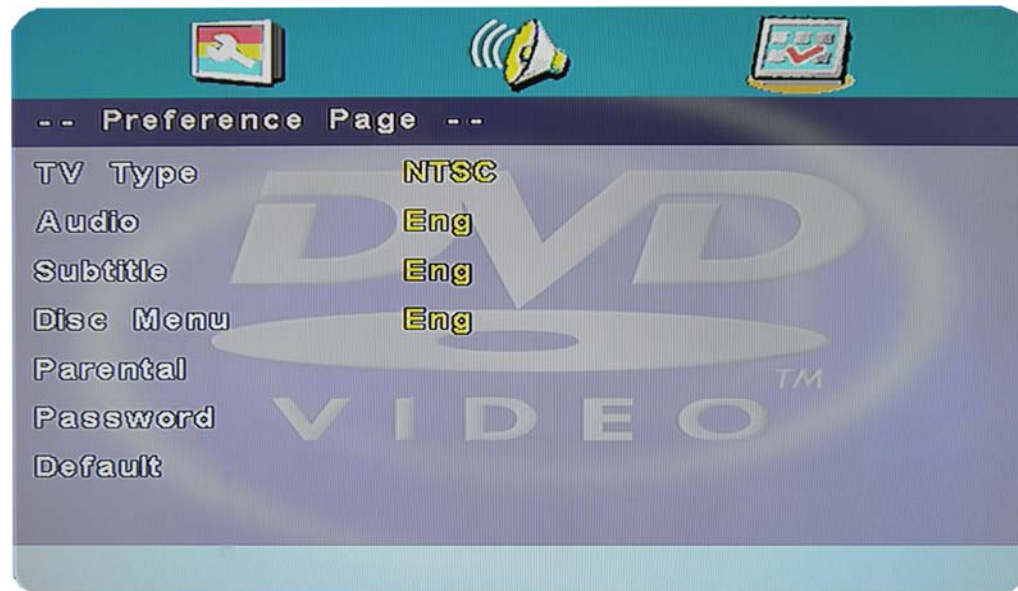 -- Preference Page --
TV Type NTSC
Audio Eng
Subtitle Eng
Disc Menu Eng
Parental
Password
Default
DVD
VIDEO
TM